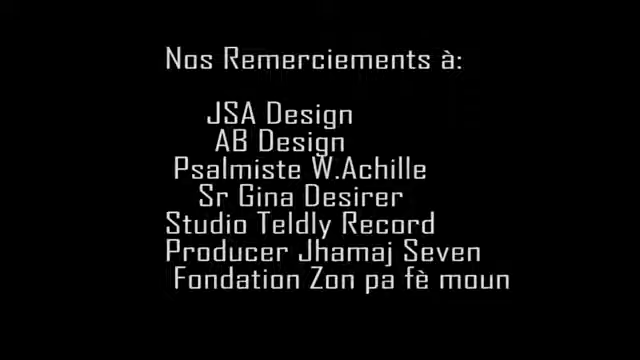 Nos Remerciements à:
JSA Design
AB Design
Psalmiste W.Achille
Sr Gina Desirer
Studio Teldly Record
Producer Jhamaj Seven
Fondation Zon pa fè moun